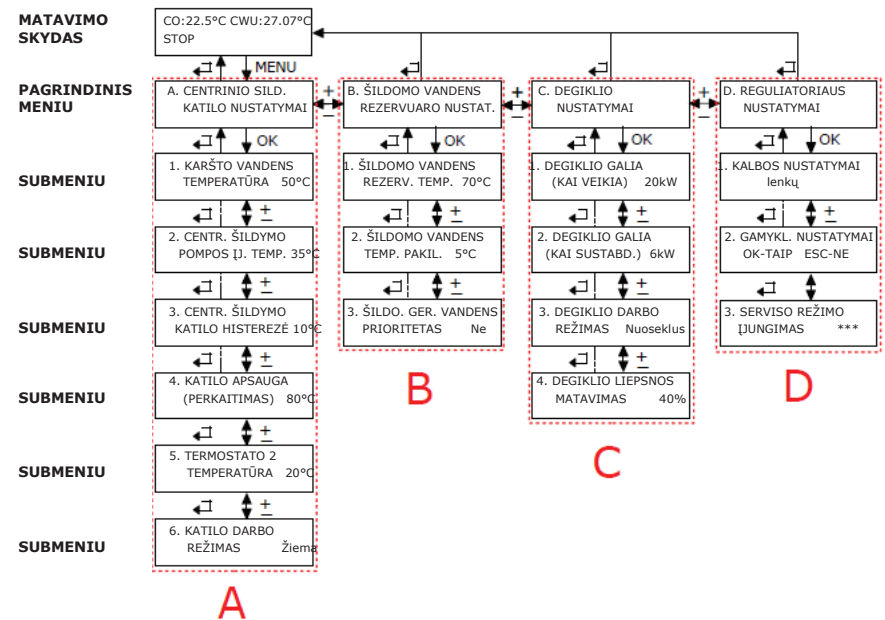 MATAVIMO
SKYDAS
CO:22.5°C CWU:27.07°C
STOP
MENU
PAGRINDINIS
MENIU
A. CENTRINIO SILD.
KATILO NUSTATYMAI
+
−
B. ŠILDOMO VANDENS
REZERVUARO NUSTAT.
+
−
C. DEGIKLIO
NUSTATYMAI
+
−
D. REGULIATORIAUS
NUSTATYMAI
OK
OK
OK
OK
SUBMENIU
1. KARŠTO VANDENS
TEMPERATŪRA 50°C
1. ŠILDOMO VANDENS
REZERV. TEMP. 70°C
1. DEGIKLIO GALIA
(KAI VEIKIA) 20kW
1. KALBOS NUSTATYMAI
lenkų
+
−
+
−
+
−
+
−
SUBMENIU
2. CENTR. ŠILDYMO
POMPOS ĮJ. TEMP. 35°C
2. ŠILDOMO VANDENS
TEMP. PAKIL. 5°C
2. DEGIKLIO GALIA
(KAI SUSTABD.) 6kW
2. GAMYKL. NUSTATYMAI
OK-TAIP ESC-NE
+
−
+
−
+
−
SUBMENIU
3. CENTR. ŠILDYMO
KATILO HISTEREZĖ 10°C
3. ŠILDO. GER. VANDENS
PRIORITETAS Ne
3. DEGIKLIO DARBO
REŽIMAS Nuoseklus
3. SERVISO REŽIMO
ĮJUNGIMAS ***
+
−
+
−
SUBMENIU
4. KATILO APSAUGA
(PERKAITIMAS) 80°C
4. DEGIKLIO LIEPSNOS
MATAVIMAS 40%
B
D
+
−
C
SUBMENIU
5. TERMOSTATO 2
TEMPERATŪRA 20°C
+
−
SUBMENIU
6. KATILO DARBO
REŽIMAS Žiema
A